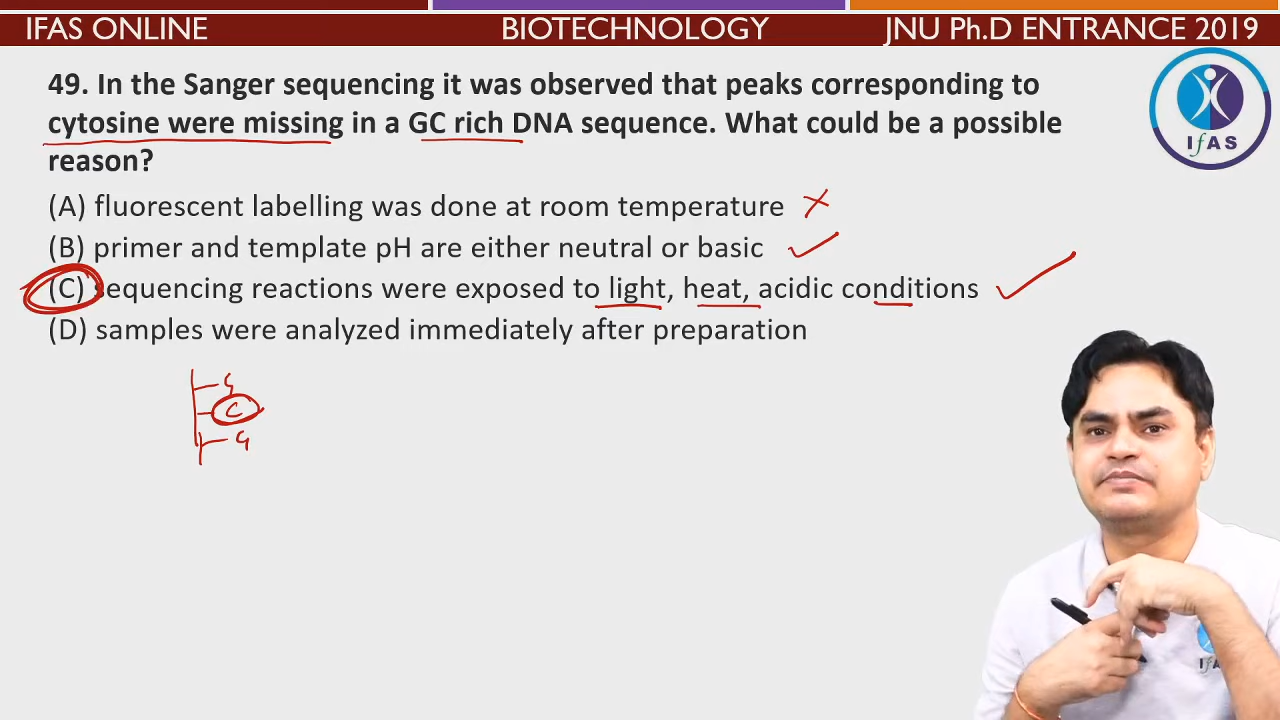 IFAS ONLINE BIOTECHNOLOGY JNU Ph.D ENTRANCE 2019
49. In the Sanger sequencing it was observed that peaks corresponding to
cytosine were missing in a GC rich DNA sequence. What could be a possible
reason?
IfAS
(A) fluorescent labelling was done at room temperature
(B) primer and template pH are either neutral or basic
(C) sequencing reactions were exposed to light, heat, acidic conditions
(D) samples were analyzed immediately after preparation
G
C
G